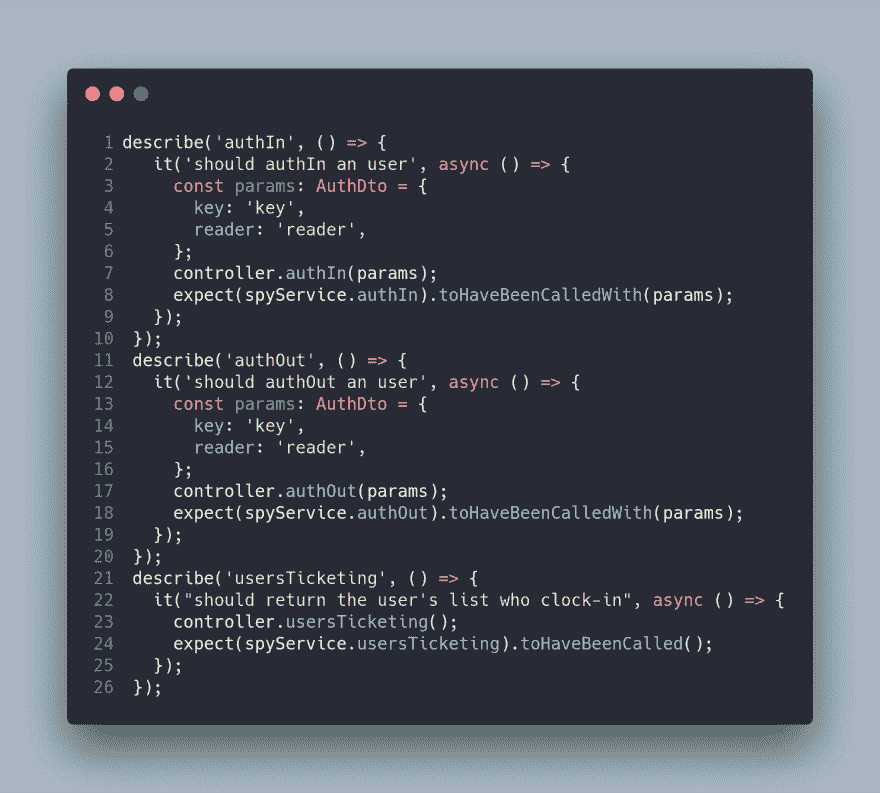 1 describe('authIn', () => {
2    it('should authIn an user', async () => {
3      const params: AuthDto = {
4        key: 'key',
5        reader: 'reader',
6      };
7      controller.authIn(params);
8      expect(spyService.authIn).toHaveBeenCalledWith(params);
9    });
10  });
11  describe('authOut', () => {
12    it('should authOut an user', async () => {
13      const params: AuthDto = {
14        key: 'key',
15        reader: 'reader',
16      };
17      controller.authOut(params);
18      expect(spyService.authOut).toHaveBeenCalledWith(params);
19    });
20  });
21  describe('usersTicketing', () => {
22    it("should return the user's list who clock-in", async () => {
23      controller.usersTicketing();
24      expect(spyService.usersTicketing).toHaveBeenCalled();
25    });
26  });